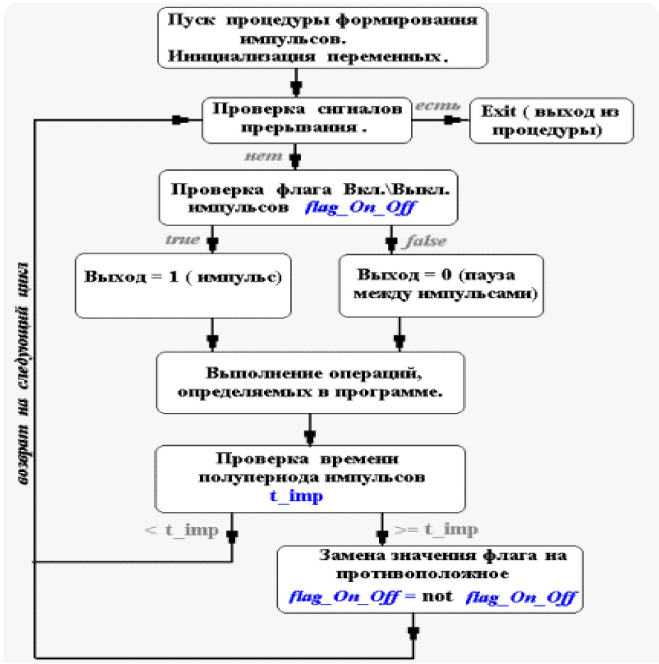 Пуск процедуры формирования
импульсов.
Инициализация переменных.
Проверка сигналов
прерывания .
есть
Exit ( выход из
процедуры)
нет
Проверка флага Вкл.\Выкл.
импульсов flag_On_Off
true
false
Выход = 1 ( импульс)
Выход = 0 (пауза
между импульсами)
Выполнение операций,
определяемых в программе.
Проверка времени
полупериода импульсов
t_imp
< t_imp
>= t_imp
Замена значения флага на
противоположное
flag_On_Off = not flag_On_Off
возврат на следующий цикл